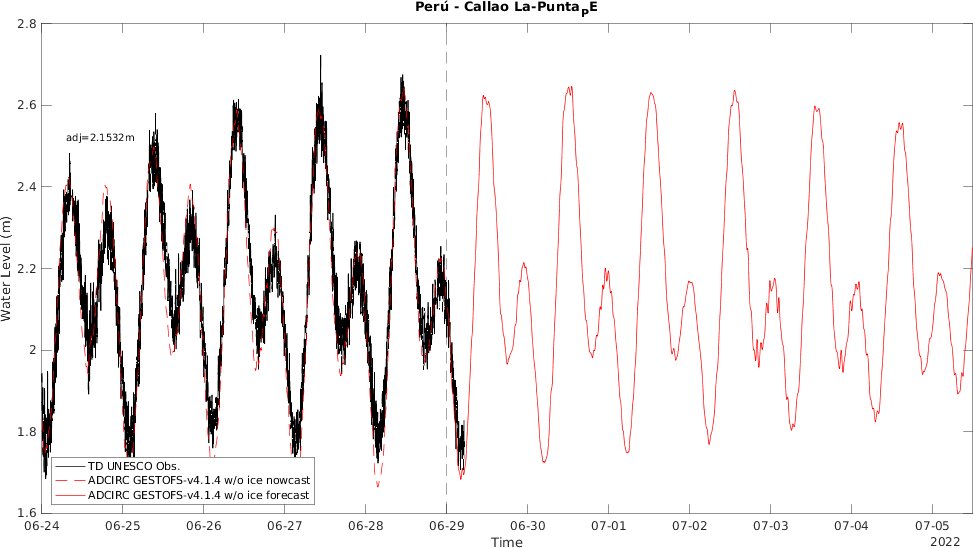 Perú - Callao La-PuntaPE
2.8
2.6
2.4
2.2
2
1.8
1.6
Water Level (m)
adj=2.1532m
TD UNESCO Obs.
ADCIRC GESTOFS-v4.1.4 w/o ice nowcast
ADCIRC GESTOFS-v4.1.4 w/o ice forecast
06-24 06-25 06-26 06-27 06-28 06-29 06-30 07-01 07-02 07-03 07-04 07-05
Time
2022